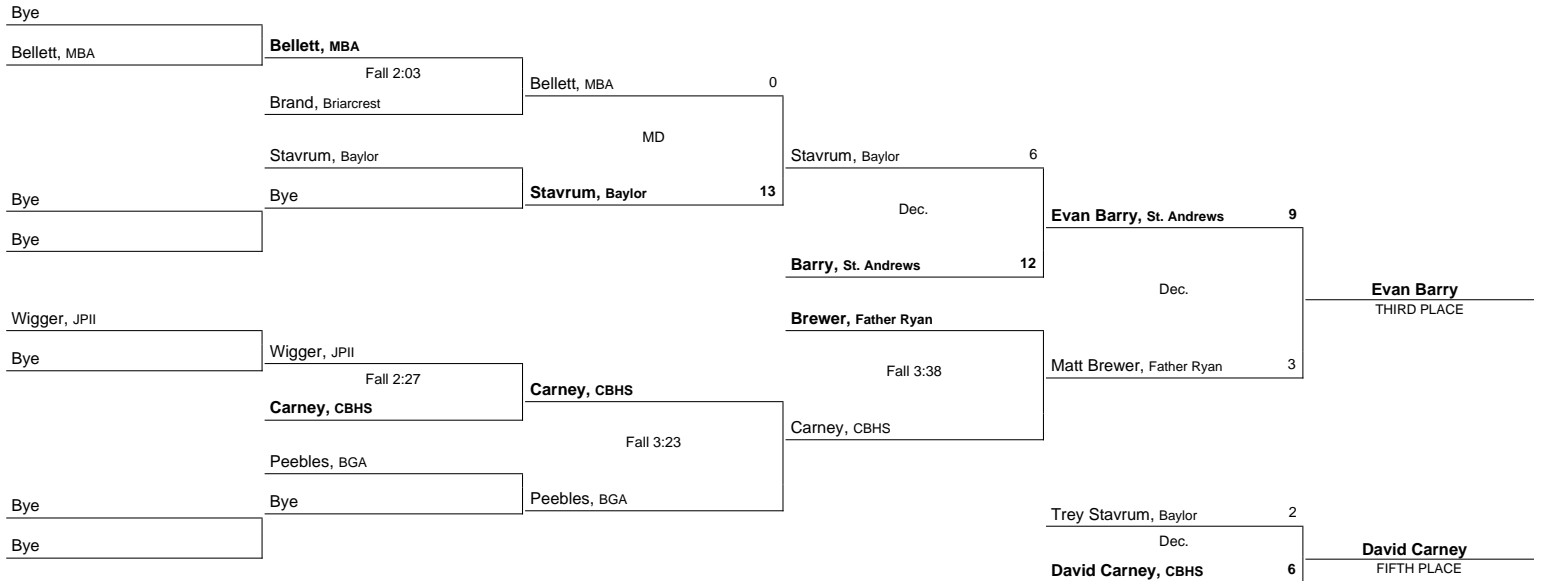 Bye
Bellett, MBA
Bellett, MBA
Fall 2:03
Brand, Briarcrest
Bellett, MBA 0
MD
Stavrum, Baylor
Bye
Stavrum, Baylor 13
Bye
Bye
Stavrum, Baylor 6
Dec.
Barry, St. Andrews 12
Evan Barry, St. Andrews 9
Dec.
Evan Barry
THIRD PLACE
Wigger, JPII
Bye
Wigger, JPII
Fall 2:27
Carney, CBHS
Carney, CBHS
Fall 3:23
Peebles, BGA
Bye
Peebles, BGA
Bye
Bye
Brewer, Father Ryan
Fall 3:38
Carney, CBHS
Matt Brewer, Father Ryan 3
Trey Stavrum, Baylor 2
Dec.
David Carney, CBHS 6
David Carney
FIFTH PLACE